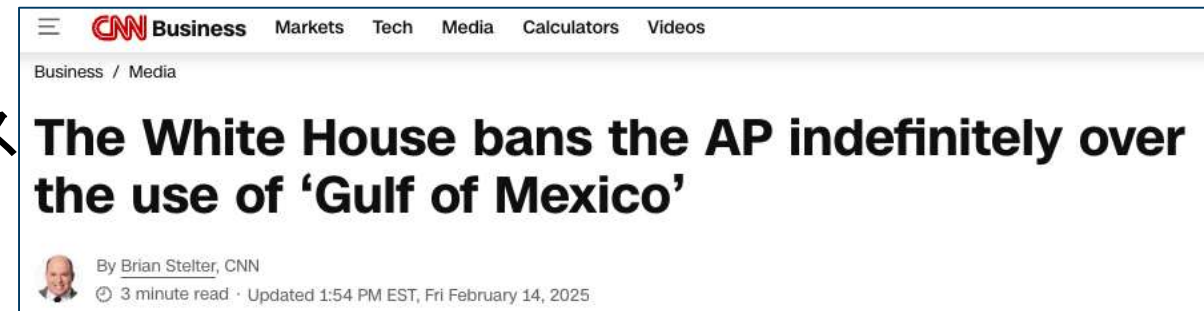 CNN Business Markets Tech Media Calculators Videos
Business / Media
The White House bans the AP indefinitely over
the use of ‘Gulf of Mexico’
By Brian Stelter, CNN
3 minute read · Updated 1:54 PM EST, Fri February 14, 2025